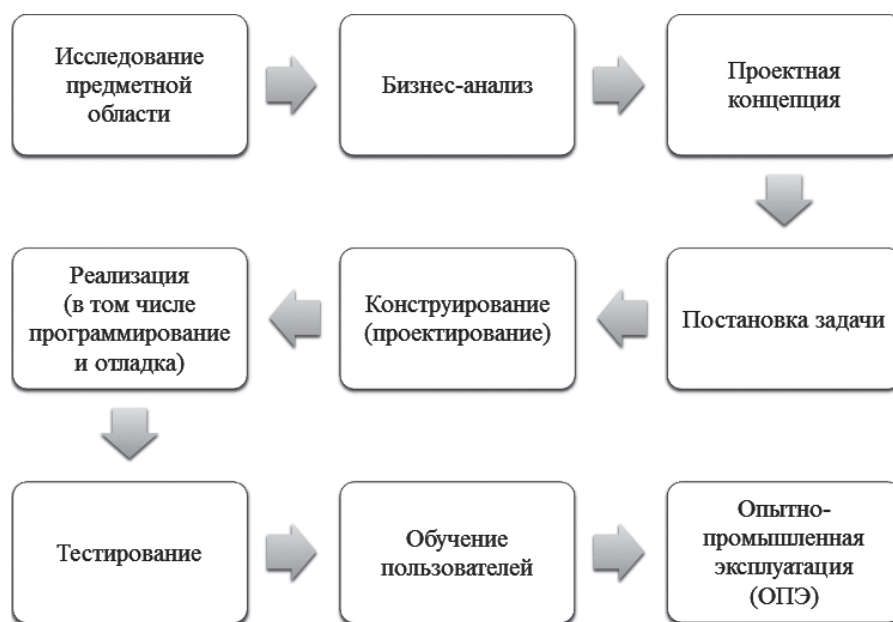 Исследование
предметной
области
Бизнес-анализ
Проектная
концепция
Постановка задачи
Конструирование
(проектирование)
Реализация
(в том числе
программирование
и отладка)
Тестирование
Обучение
пользователей
Опытно-
промышленная
эксплуатация
(ОПЭ)